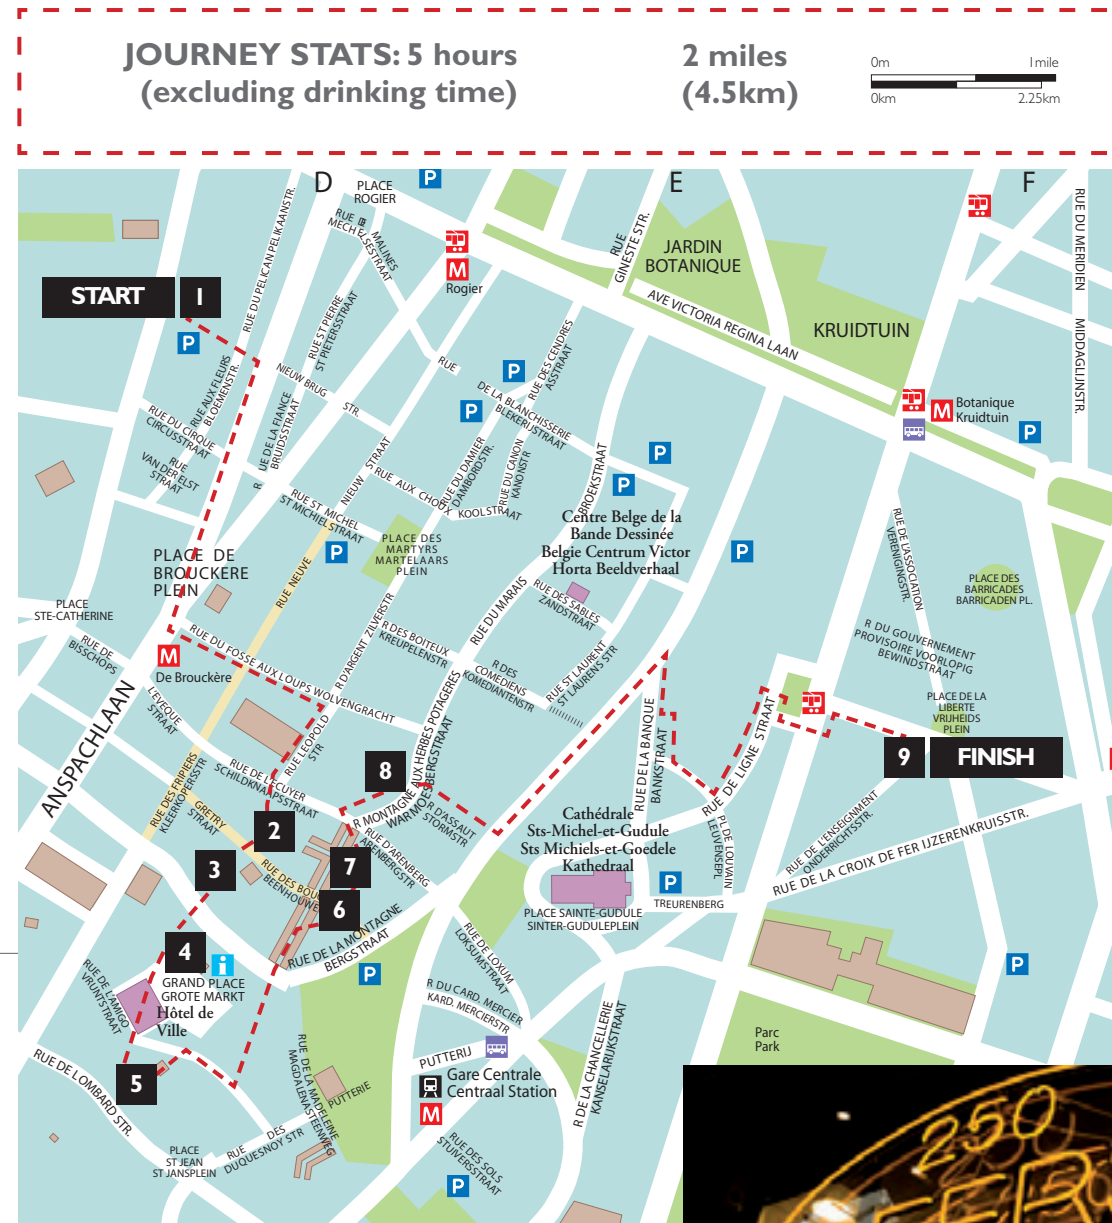 JOURNEY STATS: 5 hours
(excluding drinking time)
2 miles
(4.5km)
0m
1mile
0km
2.25km
D
E
F
PLACE
ROGIER
P
RUE
MALINES
MECHELSESTRAAT
M
Rogier
RUE
GINESTE STR.
JARDIN
BOTANIQUE
KRUIDTUIN
AVE VICTORIA REGINA LAAN
RUE DU MERIDIEN
MIDDAGLIJNSTR.
START
1
P
RUE DU PELICAN PELIKAANSTR.
RUE ST PIERRE
ST PIETERSSTRAAT
RUE AUX FLEURS
BLOEMENSTR.
NIEUW BRUG
STR.
RUE DU CIRQUE
CIRCUSSTRAAT
RUE
VAN DER ELST
STRAAT
R UE DE LA FIANCE
BRUIDSSTRAAT
RUE
DE LA BLANCHISSERIE
BLEKERIJSTRAAT
RUE DES CENDRES
ASSTRAAT
P
P
RUE DU DAMIER
DAMBORDSTR.
RUE DU CANON
KANONSTR
RUE AUX CHOUX
KOOLSTRAAT
NIEUW
STRAAT
RUE ST MICHEL
ST MICHIELSTRAAT
P
RUE NEUVE
PLACE DES
MARTYRS
MARTELAARS
PLEIN
BROEKSTRAAT
P
P
P
M
Botanique
Kruidtuin
P
Centre Belge de la
Bande Dessinée
Belgie Centrum Victor
Horta Beeldverhaal
RUE DU MARAIS
RUE DES SABLES
ZANDSTRAAT
RUE ST LAURENT
ST LAURENS STR
RUE DE L'ASSOCIATION
VERENIGINGSTR.
PLACE DES
BARRICADES
BARRICADEN PL.
R DU GOUVERNEMENT
PROVISOIRE VOORLOPIG
BEWINDSTRAAT
PLACE DE LA
LIBERTE
VRIJHEIDS
PLEIN
PLACE DE
BROUCKERE
PLEIN
PLACE
STE-CATHERINE
RUE DE
BISSCHOPS
M
De Brouckère
RUE DU FOSSE AUX LOUPS WOLVENGRACHT
R D'ARGENT ZILVERSTR
R DES BOITEUX
KREUPELENSTR
R DES
COMEDIENS
KOMEDIANTENSTR
L'EVEQUE
STRAAT
ANSPACHLAAN
RUE LEOPOLD
STR
RUE DE L'ECUYER
SCHILDKNAAPSSTRAAT
RUE DES FRIPIERS
KLEERKOPERSSTR
GRETRY
STRAAT
R MONTAGNE AUX HERBES POTAGERES
WARMOESBERGSTRAAT
8
R D'ASSAUT
STORMSTR
RUE D'ARENBERG
ARENBERGSTR
2
3
RUE DES BOU
BEENHOUWE
7
6
RUE DE LA MONTAGNE
BERGSTRAAT
RUE DE LA BANQUE
BANKSTRAAT
RUE DE LIGNE STRAAT
PL DE LOUVAIN
LEUVENSEPL
9
FINISH
RUE DE L'ENSEIGNMENT
ONDERRICHTSSTR.
RUE DE LA CROIX DE FER IJZERENKRUISSTR.
Cathédrale
Sts-Michel-et-Gudule
Sts Michiels-et-Goedele
Kathedraal
P
PLACE SAINTE-GUDULE
SINTER-GUDULEPLEIN
TREURENBERG
4
i
GRAND PLACE
GROTE MARKT
Hôtel de
Ville
RUE DE L'AMIGO
VRUNTSTRAAT
P
RUE DE LOXUM
LOKSUMSTRAAT
R DU CARD. MERCIER
KARD. MERCIERSTR
PUTTERIJ
Gare Centrale
Centraal Station
M
R DE LA CHANCELLERIE
KANSELARIJKSTRAAT
Parc
Park
P
5
RUE DE LOMBARD STR.
RUE DE LA MADELEINE
MAGDALENASTEENWEG
PUTTERIE
RUE DES
DUQUESNOY STR
PLACE
ST JEAN
ST JANSPLEIN
RUE DES SOLS
STUIVERSSTRAAT
P
250